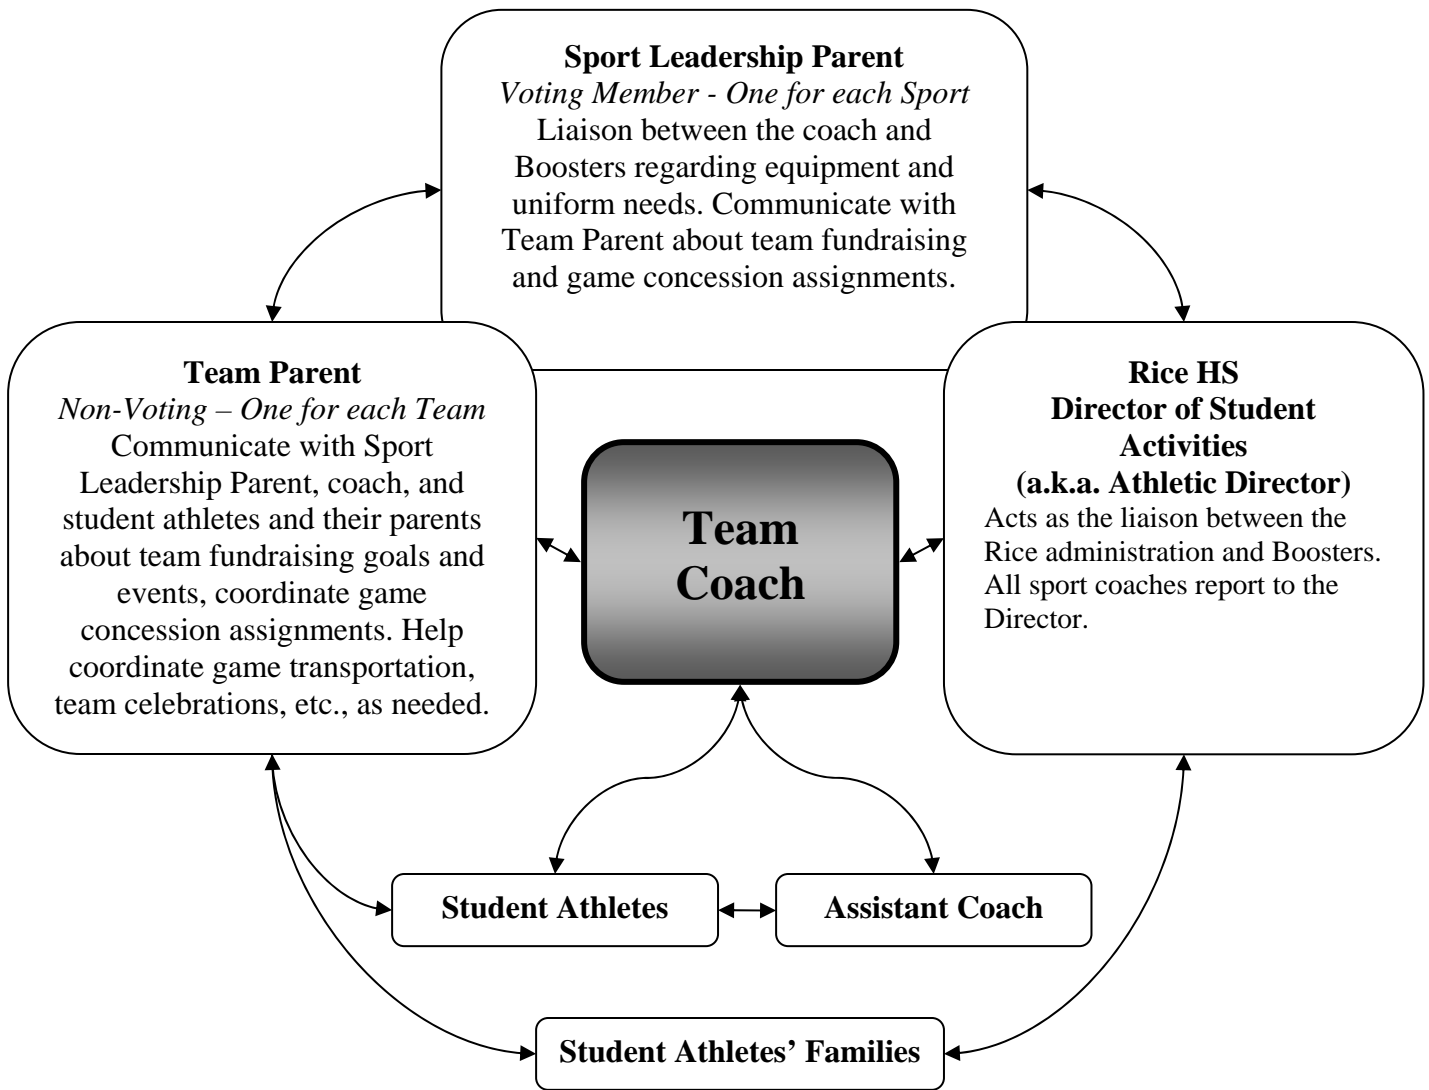 Sport Leadership Parent
Voting Member - One for each Sport
Liaison between the coach and
Boosters regarding equipment and
uniform needs. Communicate with
Team Parent about team fundraising
and game concession assignments.
Team Parent
Non-Voting – One for each Team
Communicate with Sport
Leadership Parent, coach, and
student athletes and their parents
about team fundraising goals and
events, coordinate game
concession assignments. Help
coordinate game transportation,
team celebrations, etc., as needed.
Team
Coach
Rice HS
Director of Student
Activities
(a.k.a. Athletic Director)
Acts as the liaison between the
Rice administration and Boosters.
All sport coaches report to the
Director.
Student Athletes
Assistant Coach
Student Athletes’ Families